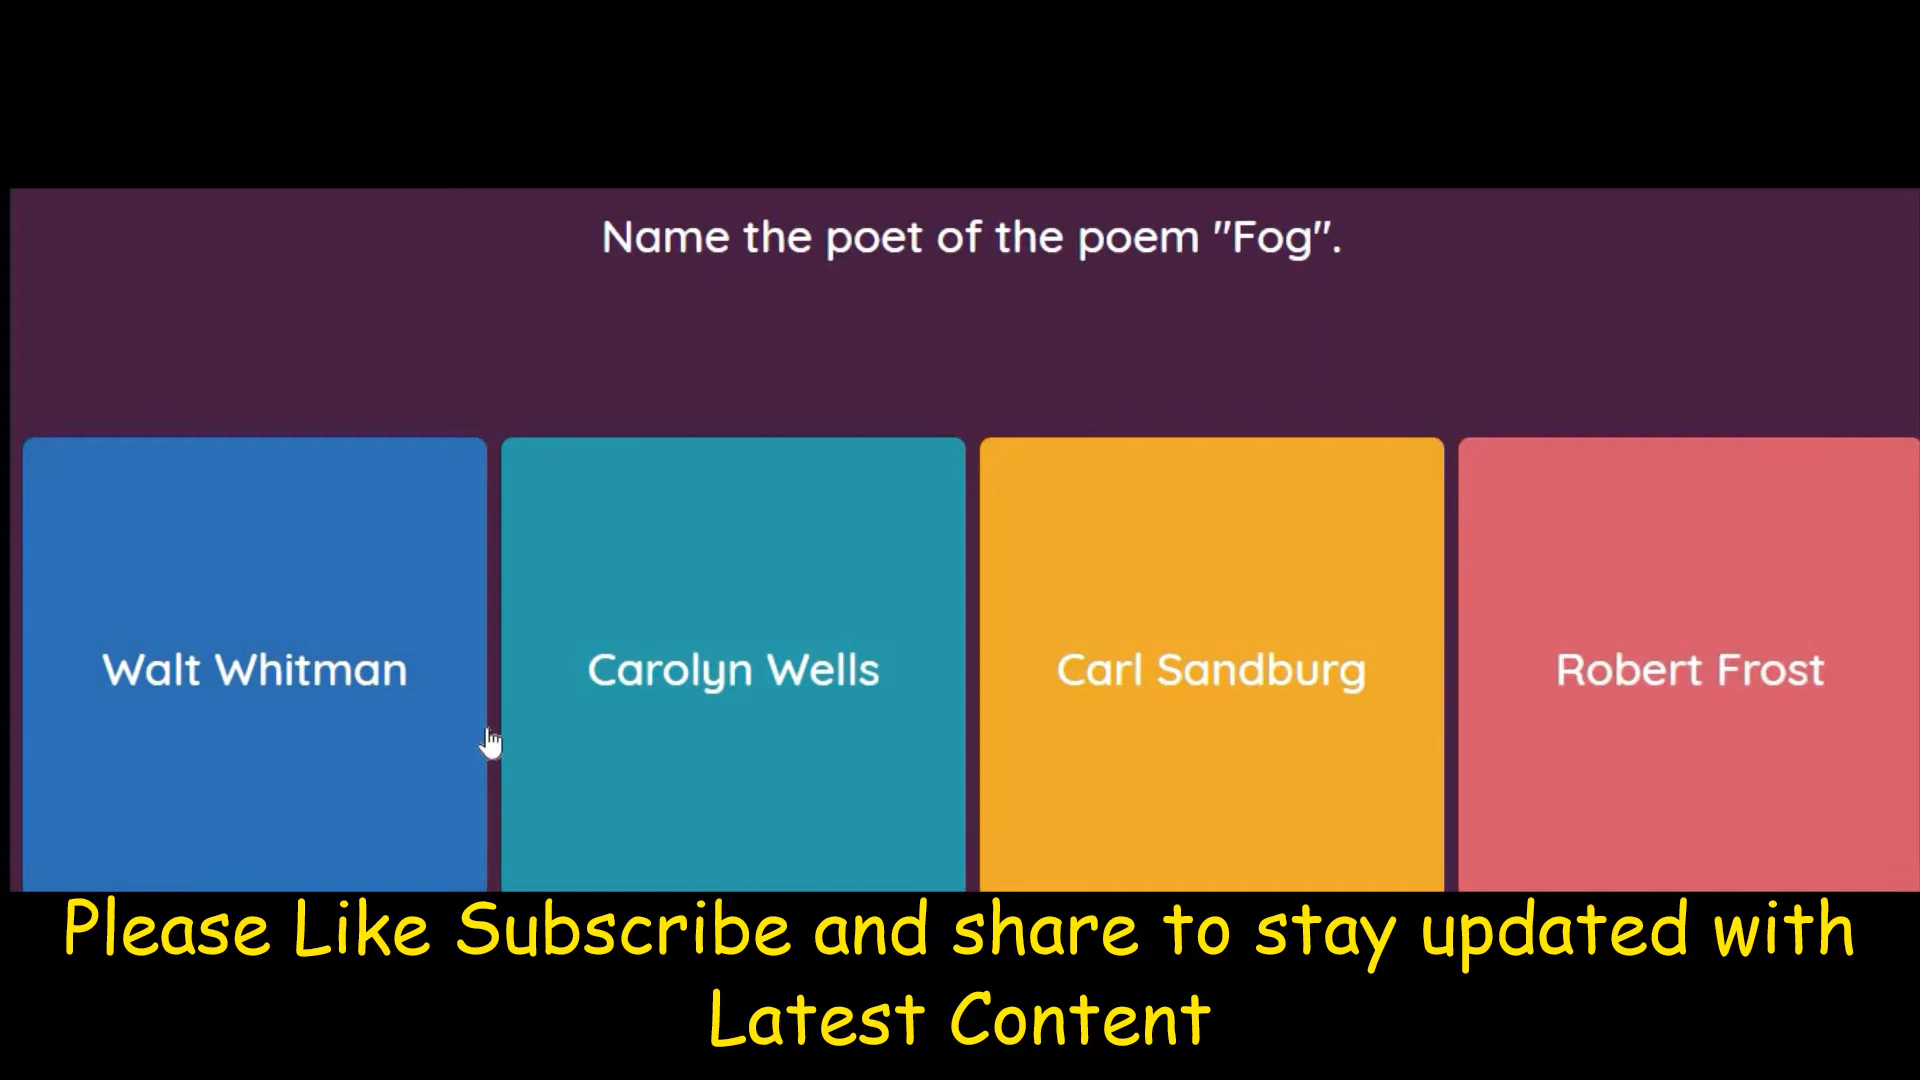 Name the poet of the poem "Fog".
Walt Whitman
Carolyn Wells
Carl Sandburg
Robert Frost
Please Like Subscribe and share to stay updated with
Latest Content